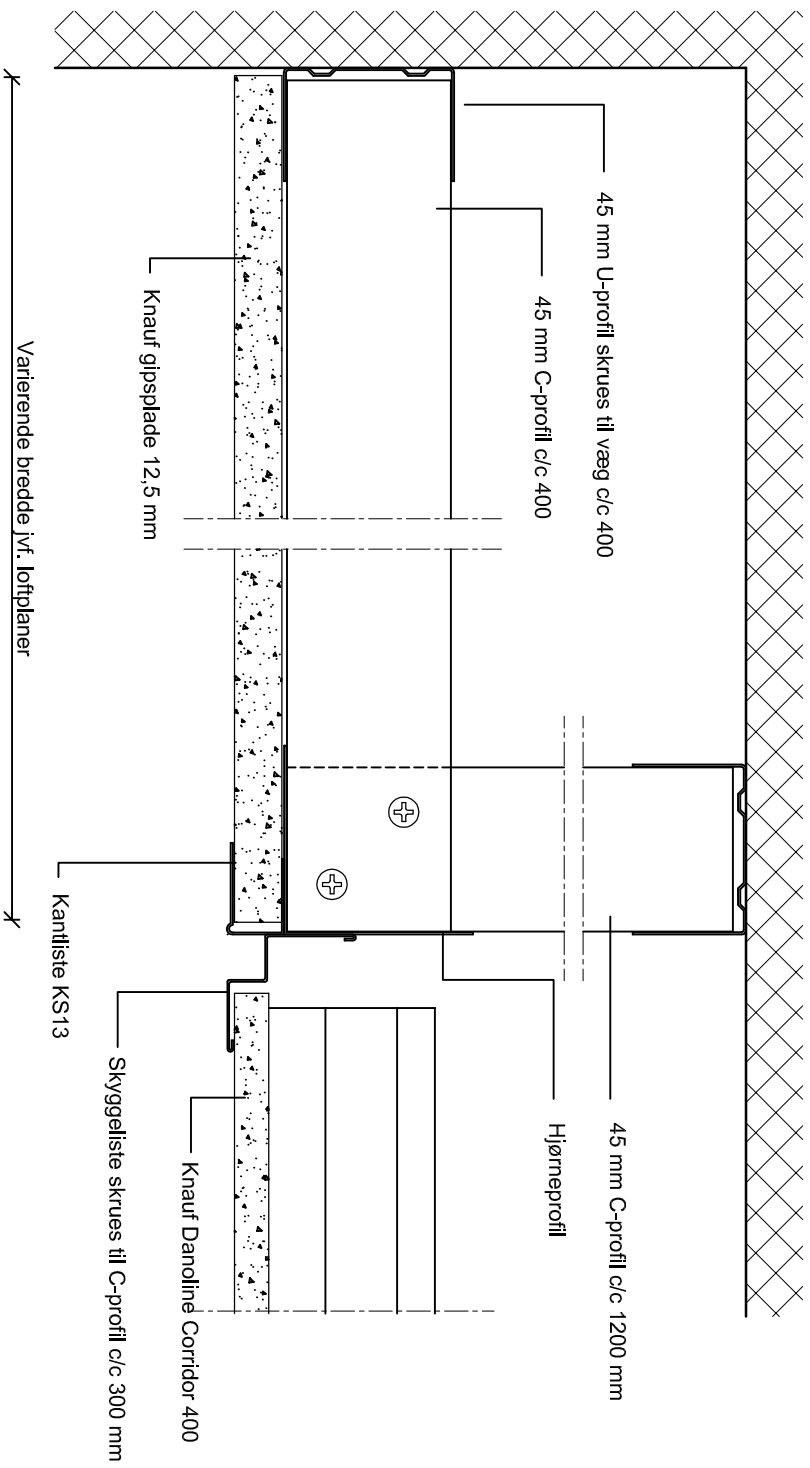 45 mm U-profil skrues til væg c/c 400
45 mm C-profil c/c 400
Knauf gipsplade 12,5 mm
Varierende bredde jvf. loftplaner
45 mm C-profil c/c 1200 mm
Hjørneprofil
Knauf Danoline Corridor 400
Skyggeliste skrues til C-profil c/c 300 mm
Kantliste KS13